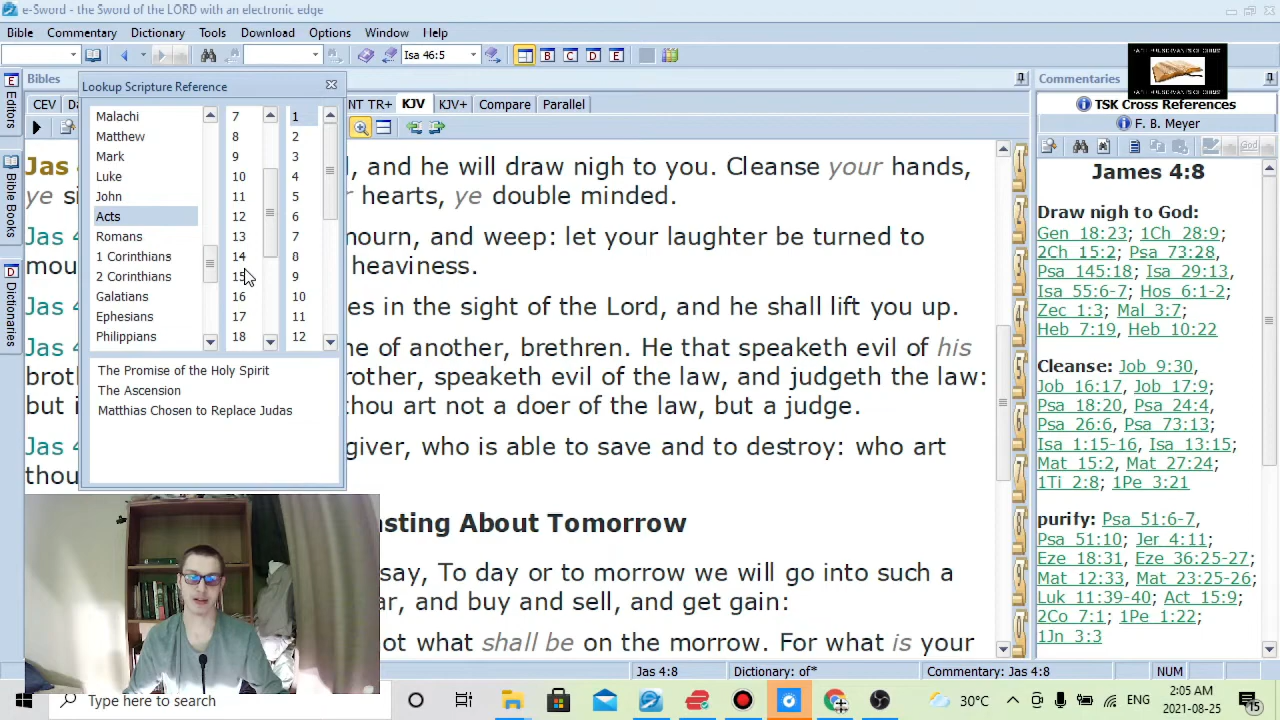 e-Sword - the Sword of the LORD with an electronic edge
Bible Commentary Dictionary Tools Download Options Window Help
Isa 46:5
B C D E
Bibles
Commentaries
Lookup Scripture Reference
CEV NT TR+ KJV KJV+ Compare Parallel
TSK Cross References
F. B. Meyer
Malachi 7 1
Matthew 8 2
Mark 9 3
Luke 10 4
John 11 5
Acts 12 6
Romans 13 7
1 Corinthians 14 8
2 Corinthians 15 9
Galatians 16 10
Ephesians 17 11
Philippians 18 12
The Promise of the Holy Spirit
The Ascension
Matthias Chosen to Replace Judas
Editors
Bible Books
Dictionaries
Jas 4 , and he will draw nigh to you. Cleanse your hands,
ye hearts, ye double minded.
Jas 4 mourn, and weep: let your laughter be turned to
mou heaviness.
Jas 4 es in the sight of the Lord, and he shall lift you up.
Jas 4 ne of another, brethren. He that speaketh evil of his
brot rother, speaketh evil of the law, and judgeth the law:
but i hou art not a doer of the law, but a judge.
Jas 4 giver, who is able to save and to destroy: who art
thou
asting About Tomorrow
say, To day or to morrow we will go into such a
ar, and buy and sell, and get gain:
ot what shall be on the morrow. For what is your
James 4:8
Draw nigh to God:
Gen 18:23; 1Ch 28:9;
2Ch 15:2; Psa 73:28;
Psa 145:18; Isa 29:13;
Isa 55:6-7; Hos 6:1-2;
Zec 1:3; Mal 3:7;
Heb 7:19, Heb 10:22
Cleanse: Job 9:30,
Job 16:17, Job 17:9;
Psa 18:20, Psa 24:4,
Psa 26:6, Psa 73:13;
Isa 1:15-16, Isa 13:15;
Mat 15:2, Mat 27:24;
1Ti 2:8; 1Pe 3:21
purify: Psa 51:6-7,
Psa 51:10; Jer 4:11;
Eze 18:31, Eze 36:25-27;
Mat 12:33, Mat 23:25-26;
Luk 11:39-40; Act 15:9;
2Co 7:1; 1Pe 1:22;
1Jn 3:3
Jas 4:8 Dictionary: of* Commentary: Jas 4:8 NUM
Type here to search
30°C ENG 2:05 AM
2021-08-25 15